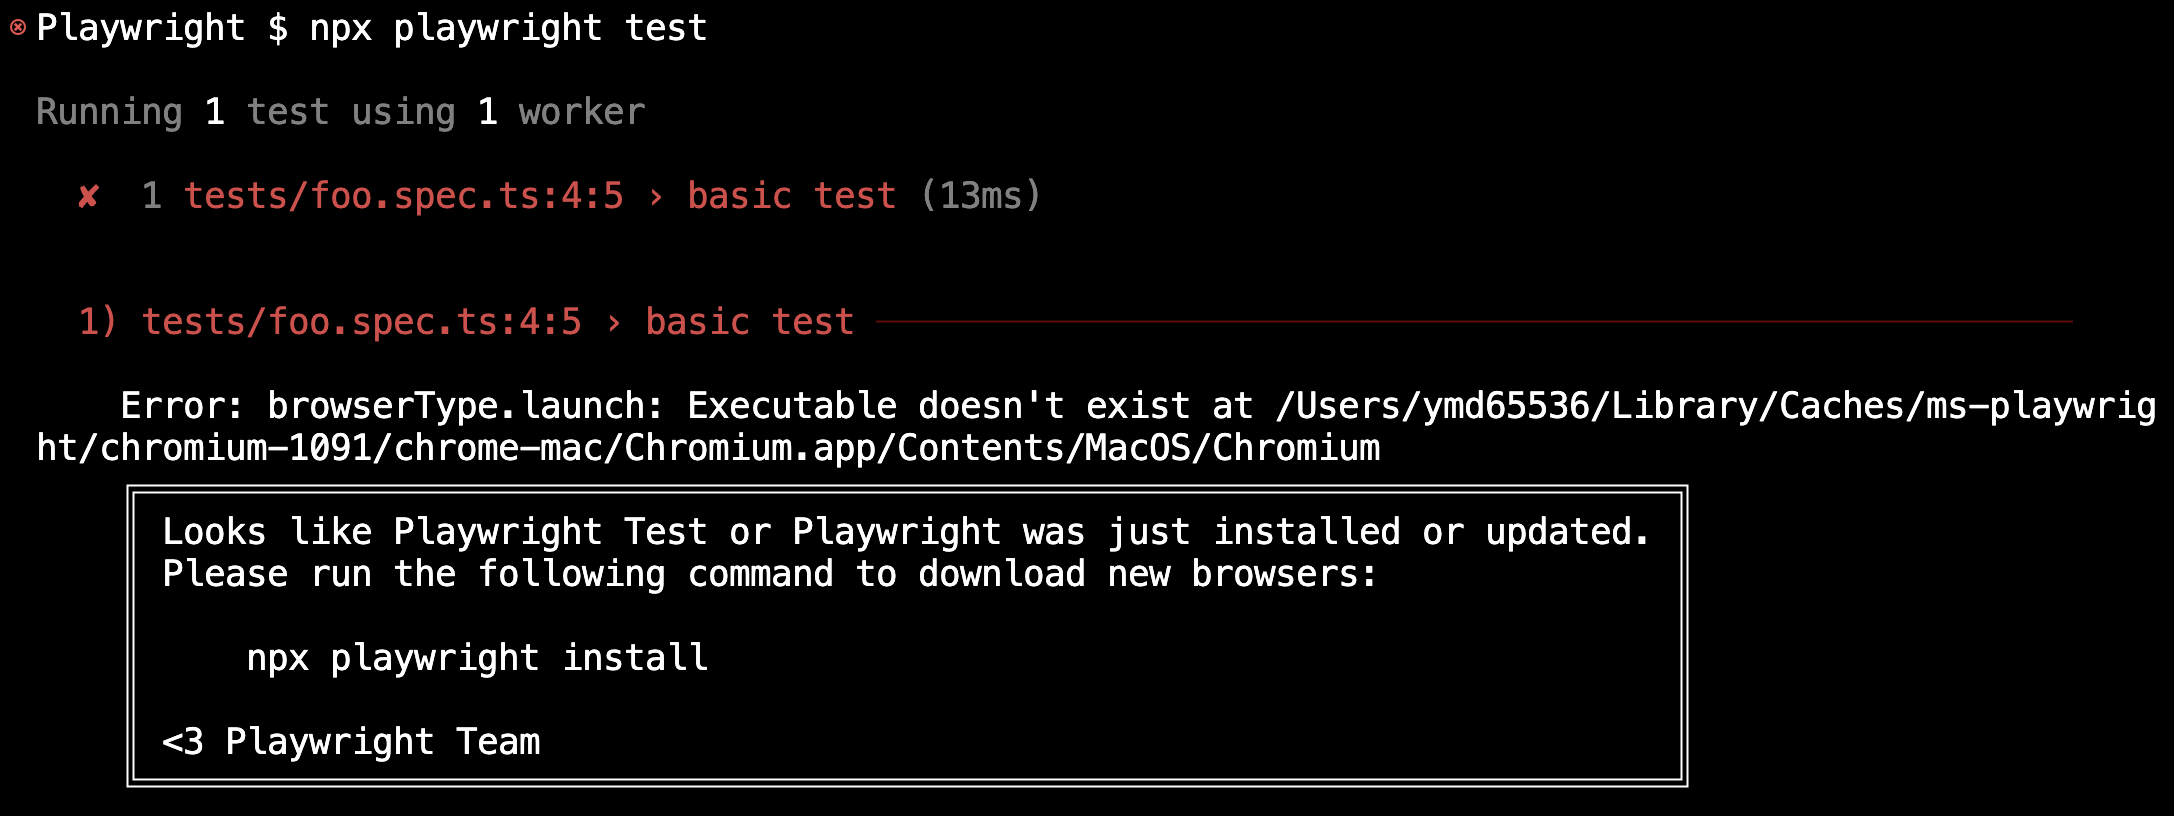 Playwright $ npx playwright test
Running 1 test using 1 worker
✘  1 tests/foo.spec.ts:4:5 › basic test (13ms)
1) tests/foo.spec.ts:4:5 › basic test
Error: browserType.launch: Executable doesn't exist at /Users/ymd65536/Library/Caches/ms-playwrig
ht/chromium-1091/chrome-mac/Chromium.app/Contents/MacOS/Chromium
Looks like Playwright Test or Playwright was just installed or updated.
Please run the following command to download new browsers:
npx playwright install
<3 Playwright Team